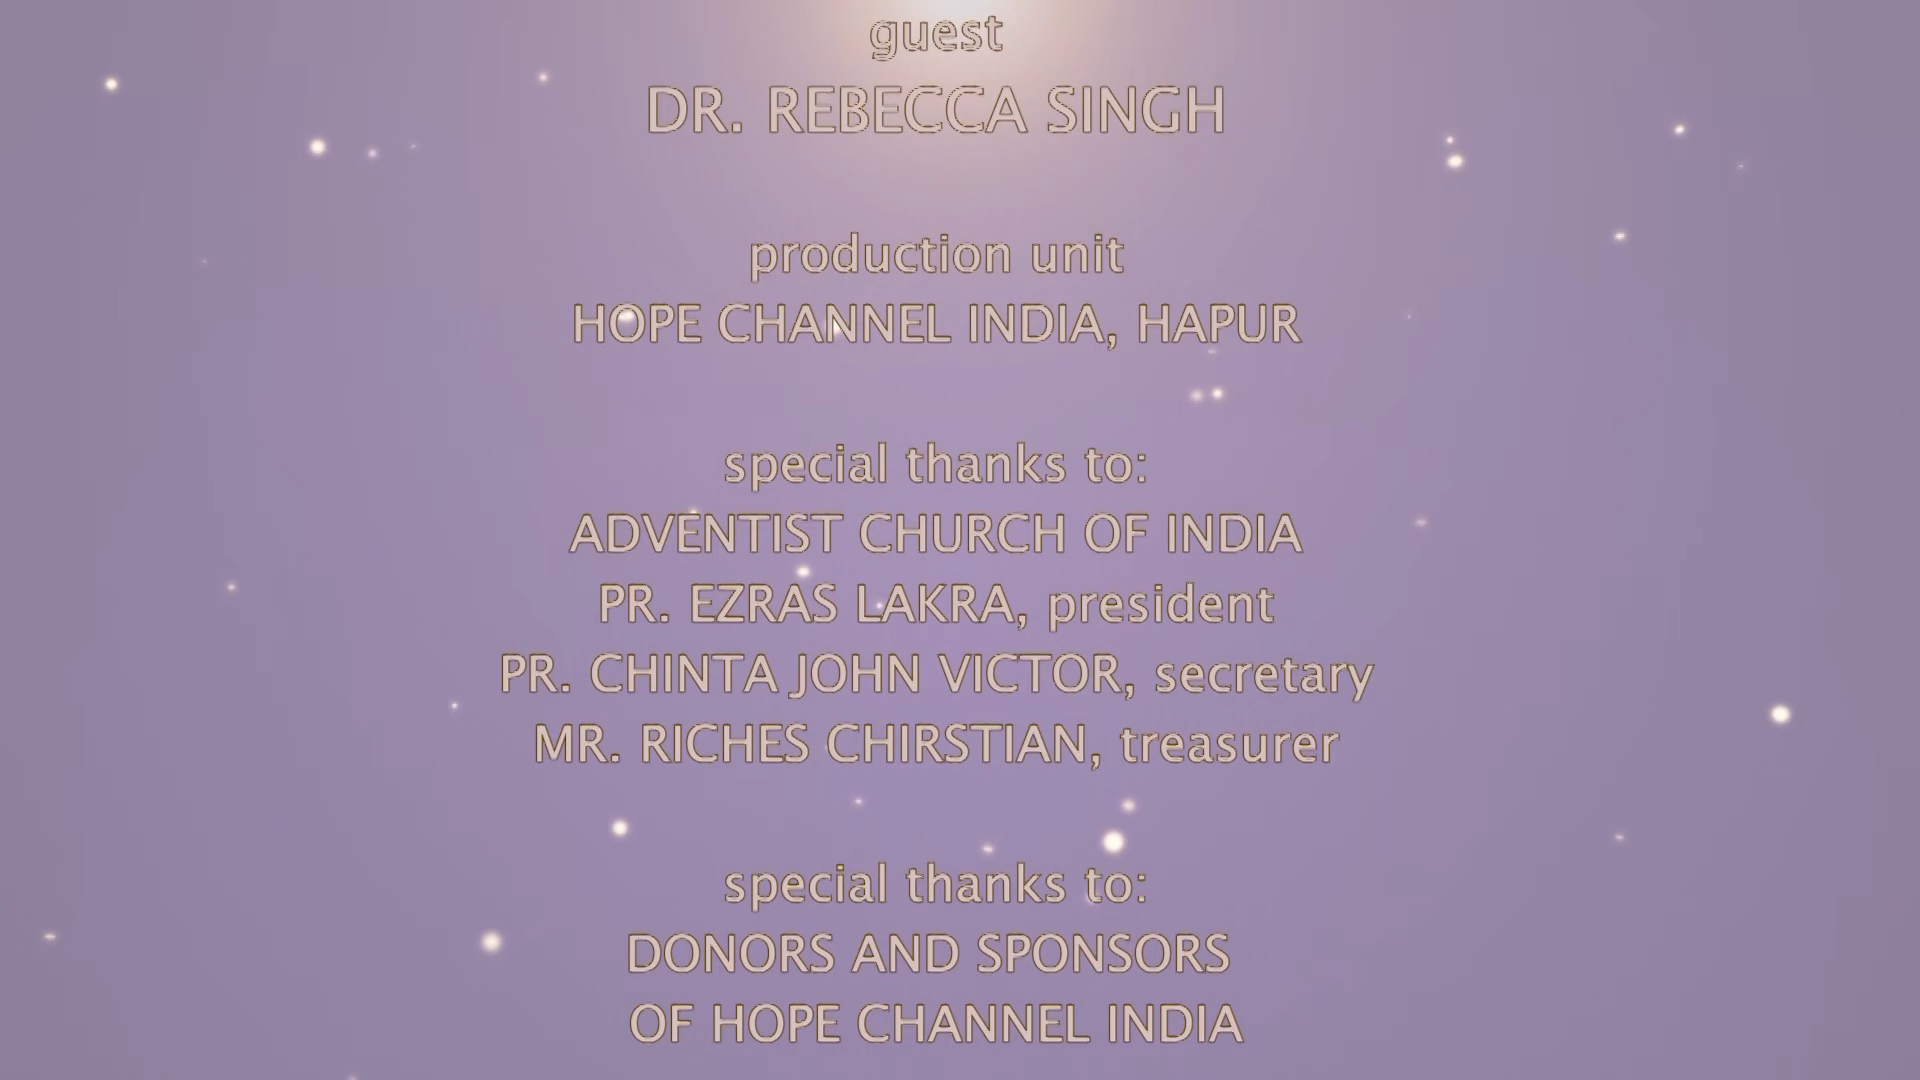 guest
DR. REBECCA SINGH
production unit
HOPE CHANNEL INDIA, HAPUR
special thanks to:
ADVENTIST CHURCH OF INDIA
PR. EZRAS LAKRA, president
PR. CHINTA JOHN VICTOR, secretary
MR. RICHES CHIRSTIAN, treasurer
special thanks to:
DONORS AND SPONSORS
OF HOPE CHANNEL INDIA